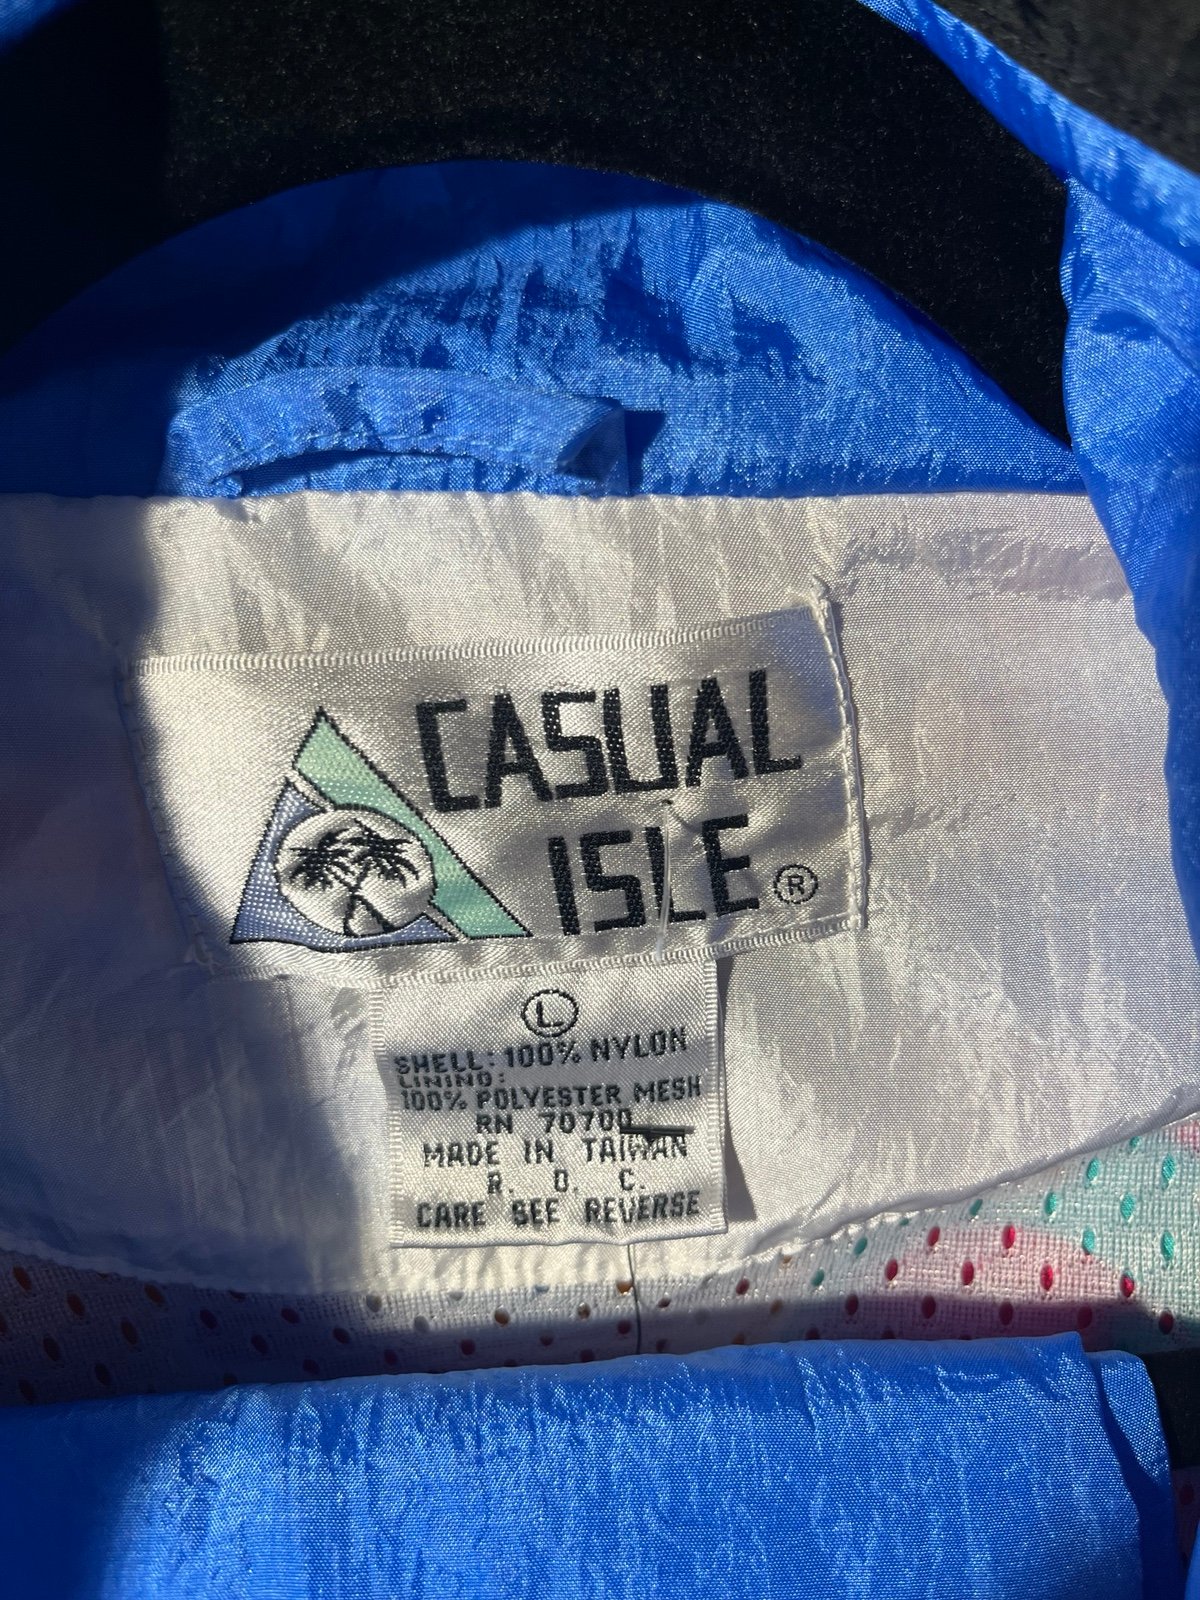 CASUAL
ISLE ®
L
SHELL: 100% NYLON
LINING:
100% POLYESTER MESH
RN 70700
MADE IN TAIWAN
R. O. C.
CARE SEE REVERSE